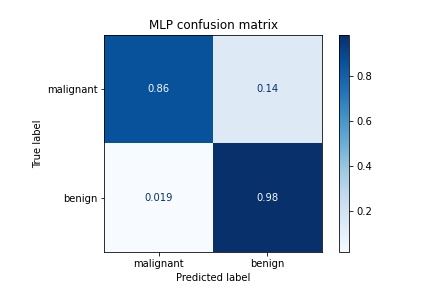 MLP confusion matrix
True label
malignant
0.86
0.14
benign
0.019
0.98
malignant
benign
Predicted label
0.8
0.6
0.4
0.2